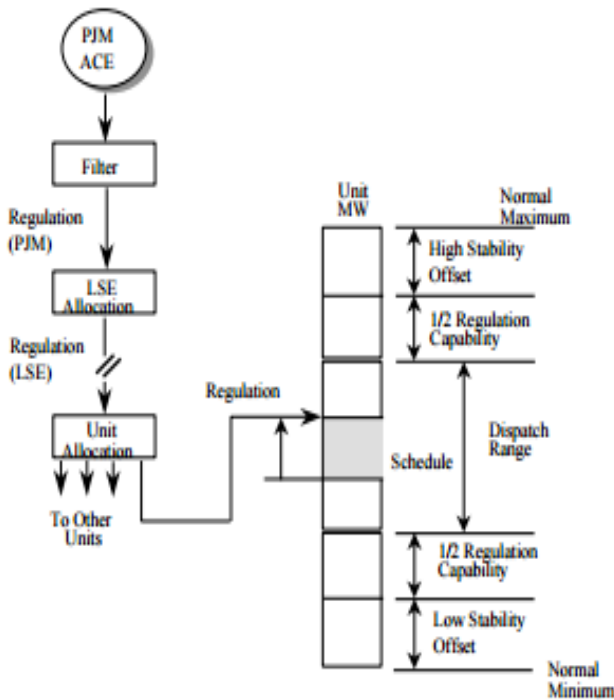 PJM
ACE
Filter
Regulation
(PJM)
LSE
Allocation
Regulation
(LSE)
Unit
Allocation
To Other
Units
Regulation
Unit
MW
Normal
Maximum
High Stability
Offset
1/2 Regulation
Capability
Schedule
Dispatch
Range
1/2 Regulation
Capability
Low Stability
Offset
Normal
Minimum